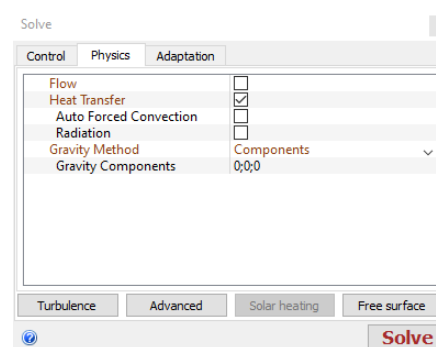 Solve
Control Physics Adaptation
Flow
Heat Transfer
Auto Forced Convection
Radiation
Gravity Method Components
Gravity Components 0;0;0
Turbulence Advanced Solar heating Free surface
? Solve